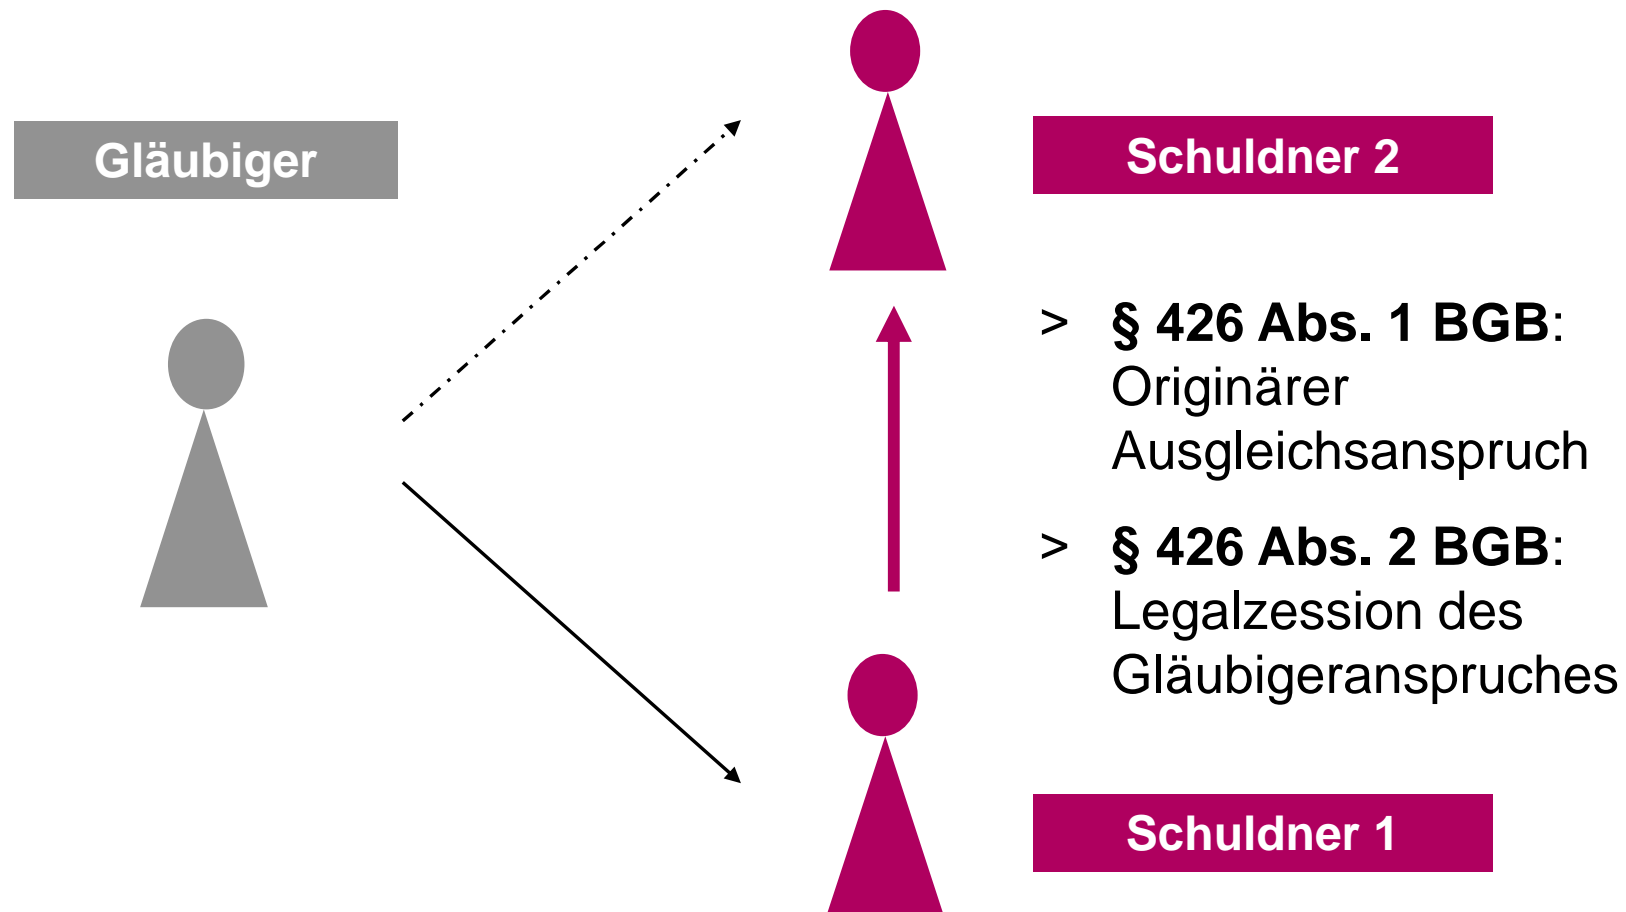 Gläubiger
Schuldner 2
> § 426 Abs. 1 BGB:
Originärer
Ausgleichsanspruch
> § 426 Abs. 2 BGB:
Legalzession des
Gläubigeranspruches
Schuldner 1